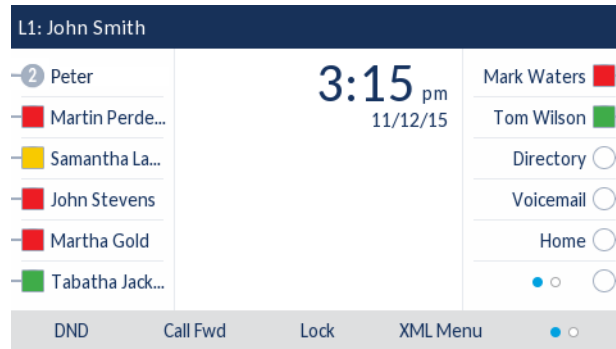 L1: John Smith
2 Peter
Martin Perde...
Samantha La...
John Stevens
Martha Gold
Tabatha Jack...
3:15 pm
11/12/15
Mark Waters
Tom Wilson
Directory
Voicemail
Home
DND Call Fwd Lock XML Menu